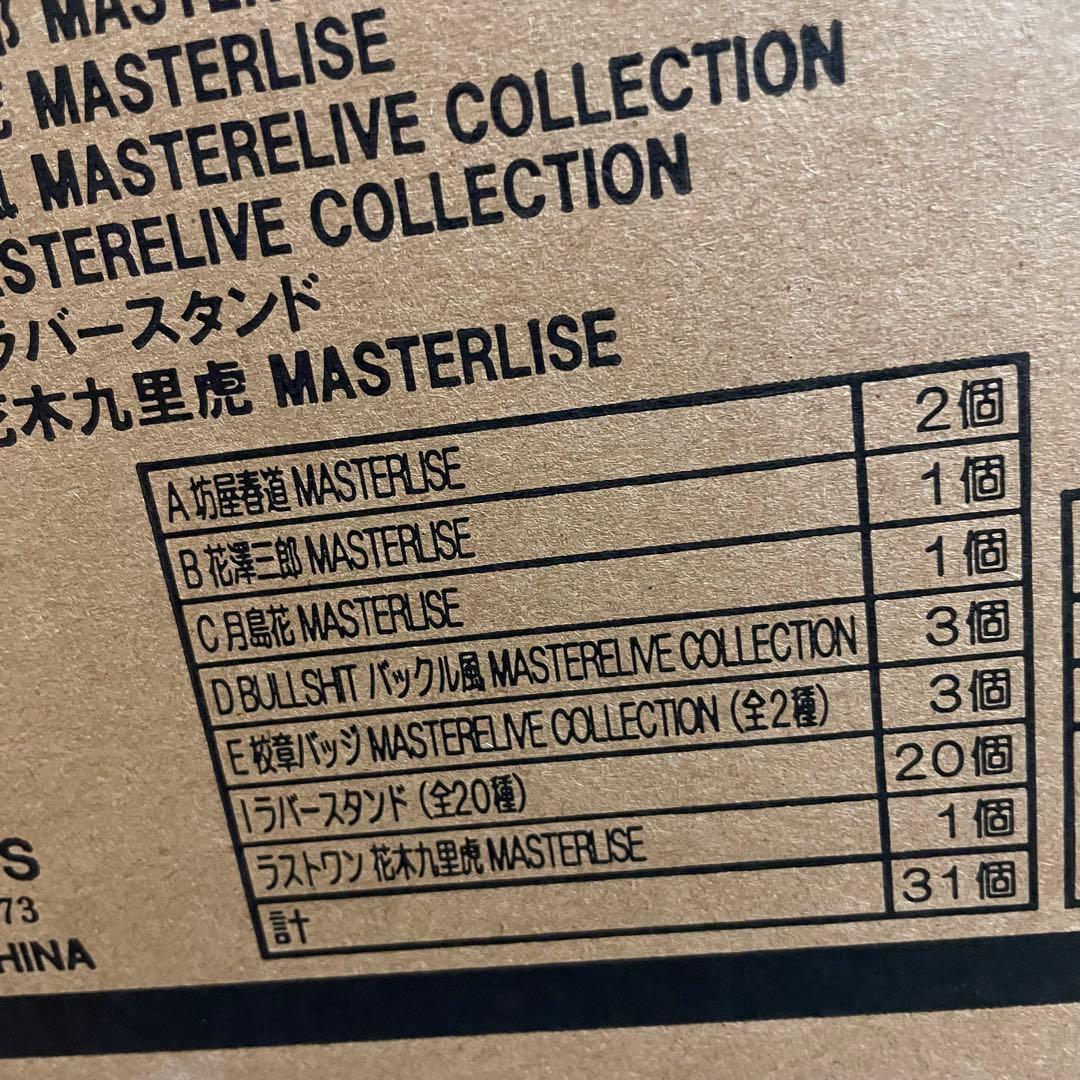 MASTERLISE
MASTERLISE
MASTERELIVE COLLECTION
MASTERELIVE COLLECTION
ラバースタンド
花木九里虎 MASTERLISE
A 坊屋春道 MASTERLISE 2個
B 花澤三郎 MASTERLISE 1個
C 月島花 MASTERLISE 1個
D BULLSHIT バックル風 MASTERELIVE COLLECTION 3個
E 校章バッジ MASTERELIVE COLLECTION (全2種) 3個
I ラバースタンド (全20種) 20個
ラストワン 花木九里虎 MASTERLISE 1個
計 31個
S
73
HINA